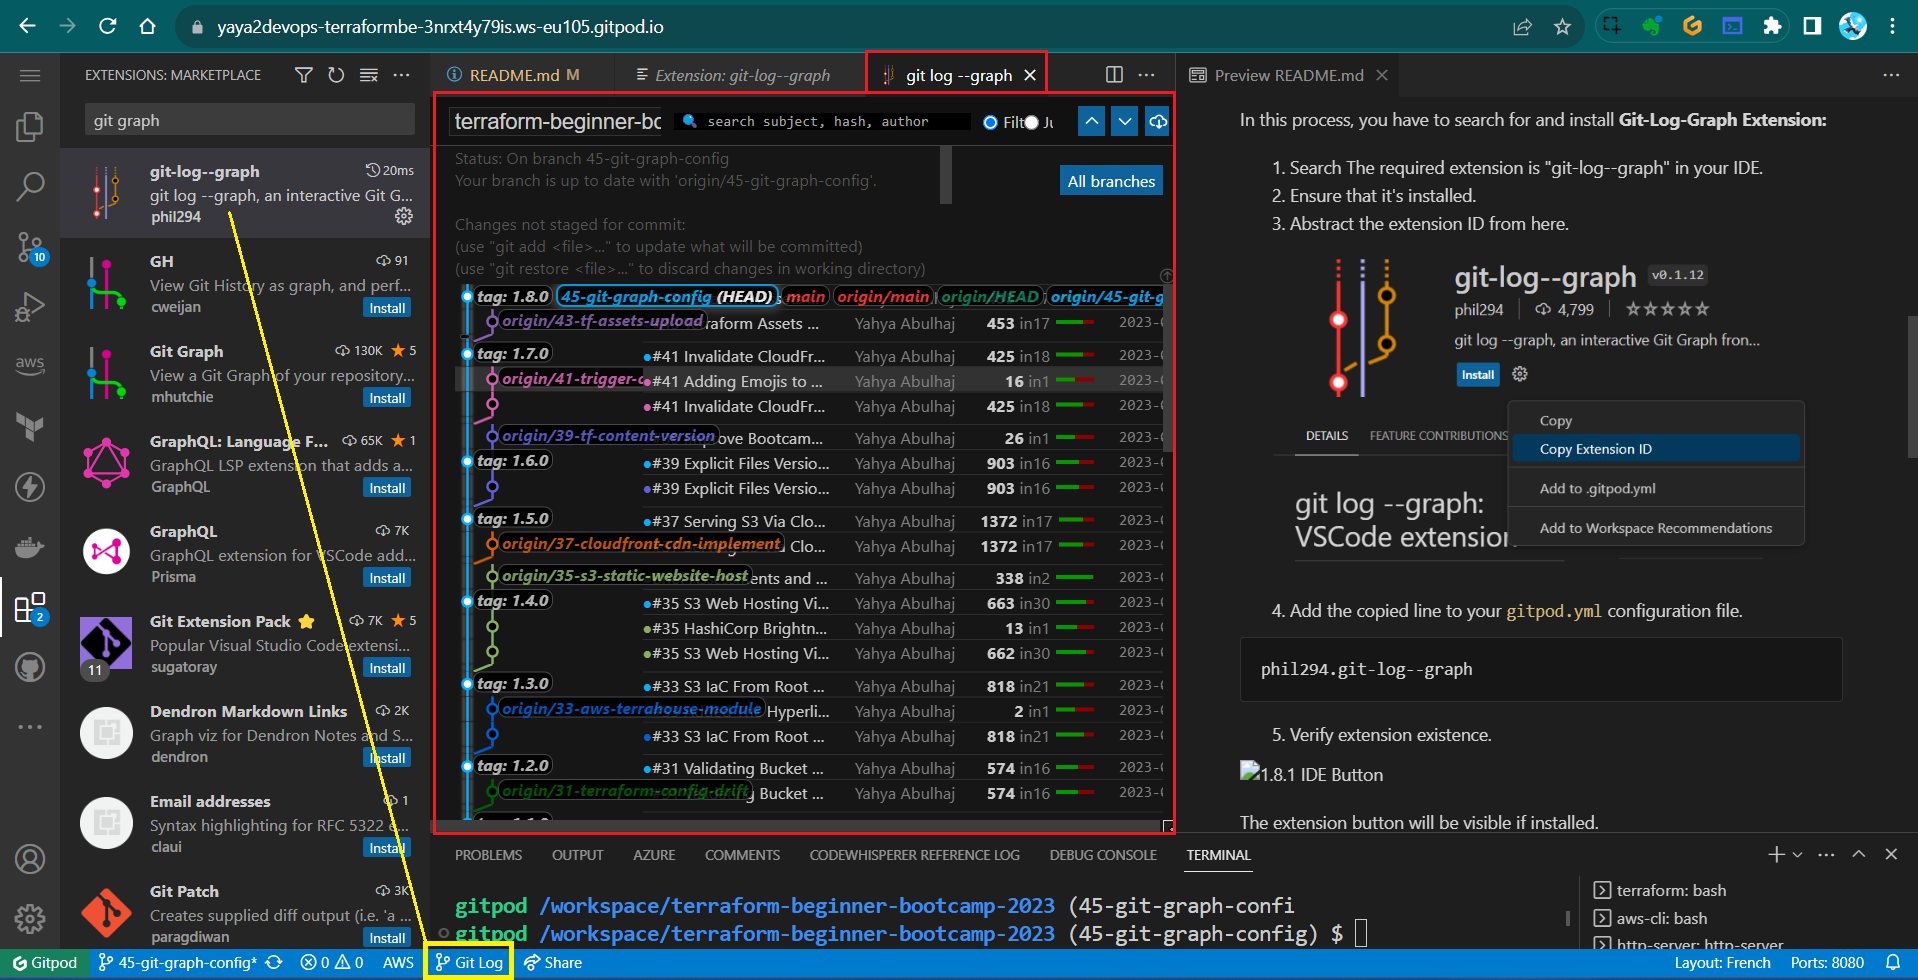 yaya2devops-terraformbe-3nrxt4y79is.ws-eu105.gitpod.io
EXTENSIONS: MARKETPLACE
git graph
git-log--graph
20ms
git log --graph, an interactive Git G...
phil294
GH
91
View Git History as graph, and perf...
cweijan
Install
Git Graph
130K
5
View a Git Graph of your repository...
mhutchie
Install
GraphQL: Language F...
65K
1
GraphQL LSP extension that adds a...
GraphQL
Install
GraphQL
7K
GraphQL extension for VSCode add...
Prisma
Install
Git Extension Pack
7K
5
Popular Visual Studio Code extensi...
sugatoray
Install
11
Dendron Markdown Links
2K
Graph viz for Dendron Notes and S...
dendron
Install
Email addresses
1
Syntax highlighting for RFC 5322 e...
claui
Install
Git Patch
3K
Creates supplied diff output (i.e. 'a ...
paragdiwan
Install
10
aws
2
README.md M
Extension: git-log--graph
git log --graph
terraform-beginner-bc
search subject, hash, author
Filt
Ju
Status: On branch 45-git-graph-config
Your branch is up to date with 'origin/45-git-graph-config'.
All branches
Changes not staged for commit:
(use "git add <file>..." to update what will be committed)
(use "git restore <file>..." to discard changes in working directory)
tag: 1.8.0 45-git-graph-config (HEAD) main origin/main origin/HEAD origin/45-git-g
origin/43-tf-assets-upload raform Assets ... Yahya Abulhaj 453 in17 2023-0
tag: 1.7.0 #41 Invalidate CloudFr... Yahya Abulhaj 425 in18 2023-0
origin/41-trigger-c #41 Adding Emojis to ... Yahya Abulhaj 16 in1 2023-0
#41 Invalidate CloudFr... Yahya Abulhaj 425 in18 2023-0
origin/39-tf-content-version ove Bootcam... Yahya Abulhaj 26 in1 2023-0
tag: 1.6.0 #39 Explicit Files Versio... Yahya Abulhaj 903 in16 2023-0
#39 Explicit Files Versio... Yahya Abulhaj 903 in16 2023-0
tag: 1.5.0 #37 Serving S3 Via Clo... Yahya Abulhaj 1372 in17 2023-0
origin/37-cloudfront-cdn-implement Clo... Yahya Abulhaj 1372 in17 2023-0
origin/35-s3-static-website-host ents and ... Yahya Abulhaj 338 in2 2023-0
tag: 1.4.0 #35 S3 Web Hosting Vi... Yahya Abulhaj 663 in30 2023-0
#35 HashiCorp Brightn... Yahya Abulhaj 13 in1 2023-0
#35 S3 Web Hosting Vi... Yahya Abulhaj 662 in30 2023-0
tag: 1.3.0 #33 S3 IaC From Root ... Yahya Abulhaj 818 in21 2023-0
origin/33-aws-terrahouse-module Hyperli... Yahya Abulhaj 2 in1 2023-0
#33 S3 IaC From Root ... Yahya Abulhaj 818 in21 2023-0
tag: 1.2.0 #31 Validating Bucket ... Yahya Abulhaj 574 in16 2023-0
origin/31-terraform-config-drift g Bucket ... Yahya Abulhaj 574 in16 2023-0
Preview README.md
In this process, you have to search for and install Git-Log-Graph Extension:
1. Search The required extension is "git-log--graph" in your IDE.
2. Ensure that it's installed.
3. Abstract the extension ID from here.
git-log--graph v0.1.12
phil294
4,799
git log --graph, an interactive Git Graph fron...
Install
DETAILS
FEATURE CONTRIBUTIONS
Copy
Copy Extension ID
Add to .gitpod.yml
Add to Workspace Recommendations
git log --graph:
VSCode extension
4. Add the copied line to your gitpod.yml configuration file.
phil294.git-log--graph
5. Verify extension existence.
1.8.1 IDE Button
The extension button will be visible if installed.
PROBLEMS OUTPUT AZURE COMMENTS CODEWHISPERER REFERENCE LOG DEBUG CONSOLE TERMINAL
gitpod /workspace/terraform-beginner-bootcamp-2023 (45-git-graph-confi
gitpod /workspace/terraform-beginner-bootcamp-2023 (45-git-graph-config) $
terraform: bash
aws-cli: bash
http-server: http-server
Gitpod
45-git-graph-config*
0
0
AWS
Git Log
Share
Layout: French
Ports: 8080